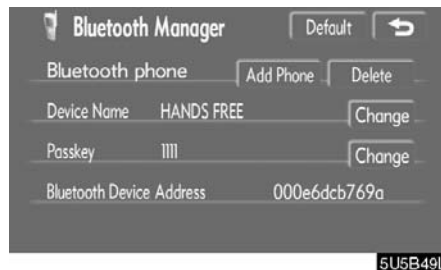 Bluetooth Manager Default
Bluetooth phone Add Phone Delete
Device Name HANDS FREE Change
Passkey 1111 Change
Bluetooth Device Address 000e6dcb769a
5U5B49I